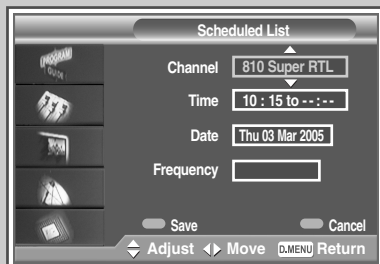 Scheduled List
PROGRAM GUIDE
Channel 810 Super RTL
Time 10 : 15 to --:--
Date Thu 03 Mar 2005
Frequency
Save Cancel
Adjust Move D.MENU Return